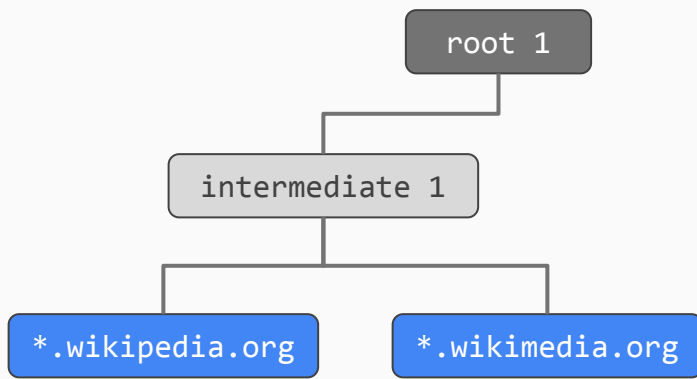 root 1
intermediate 1
*.wikipedia.org
*.wikimedia.org